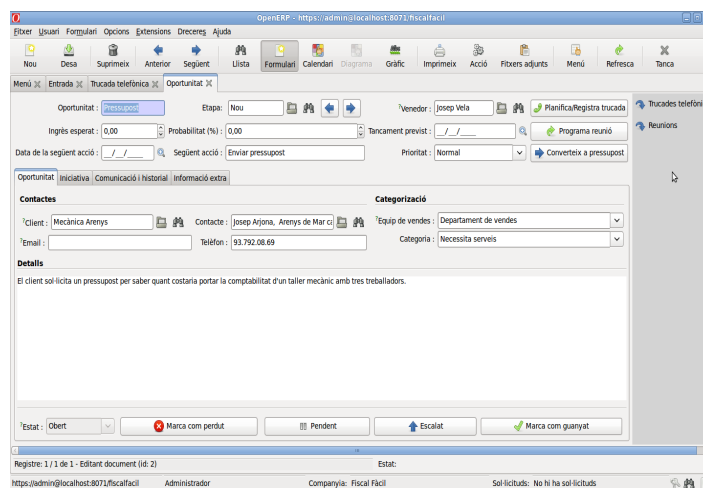 OpenERP - https://admin@localhost:8071/fiscalfacil
Fitxer Usuari Formulari Opcions Extensions Dreceres Ajuda
Nou Desa Suprimeix Anterior Següent Llista Formulari Calendari Diagrama Gràfic Imprimeix Acció Fitxers adjunts Menú Refresca Tanca
Menú Entrada Trucada telefònica Oportunitat
Oportunitat : Pressupost Etapa: Nou ?Venedor : Josep Vela Planifica/Registra trucada Trucades telefòni
Ingrès esperat : 0,00 Probabilitat (%) : 0,00 Tancament previst : __/__/____ Programa reunió Reunions
Data de la següent acció : __/__/____ Següent acció : Enviar pressupost Prioritat : Normal Converteix a pressupost
Oportunitat Iniciativa Comunicació i historial Informació extra
Contactes Categorizació
?Client : Mecànica Arenys Contacte : Josep Arjona, Arenys de Mar ca ?Equip de vendes : Departament de vendes
?Email : Telèfon : 93.792.08.69 Categoria : Necessita serveis
Detalls
El client sol·licita un pressupost per saber quant costaria portar la comptabilitat d'un taller mecànic amb tres treballadors.
?Estat : Obert Marca com perdut Pendent Escalat Marca com guanyat
Registre: 1 / 1 de 1 - Editant document (id: 2) Estat:
https://admin@localhost:8071/fiscalfacil Administrador Companyia: Fiscal Fàcil Sol·licituds: No hi ha sol·licituds